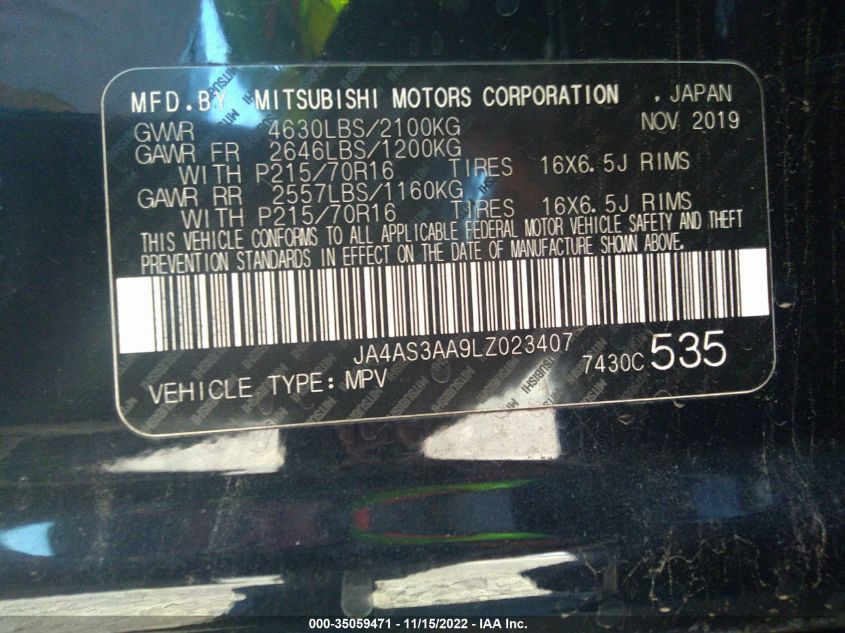 MFD.BY MITSUBISHI MOTORS CORPORATION , JAPAN
GVWR 4630LBS/2100KG NOV 2019
GAWR FR 2646LBS/1200KG
WITH P215/70R16 TIRES 16X6.5J RIMS
GAWR RR 2557LBS/1160KG
WITH P215/70R16 TIRES 16X6.5J RIMS
THIS VEHICLE CONFORMS TO ALL APPLICABLE FEDERAL MOTOR VEHICLE SAFETY AND THEFT
PREVENTION STANDARDS IN EFFECT ON THE DATE OF MANUFACTURE SHOWN ABOVE.
JA4AS3AA9LZ023407
VEHICLE TYPE: MPV 7430C 535
000-35059471 - 11/15/2022 - IAA Inc.